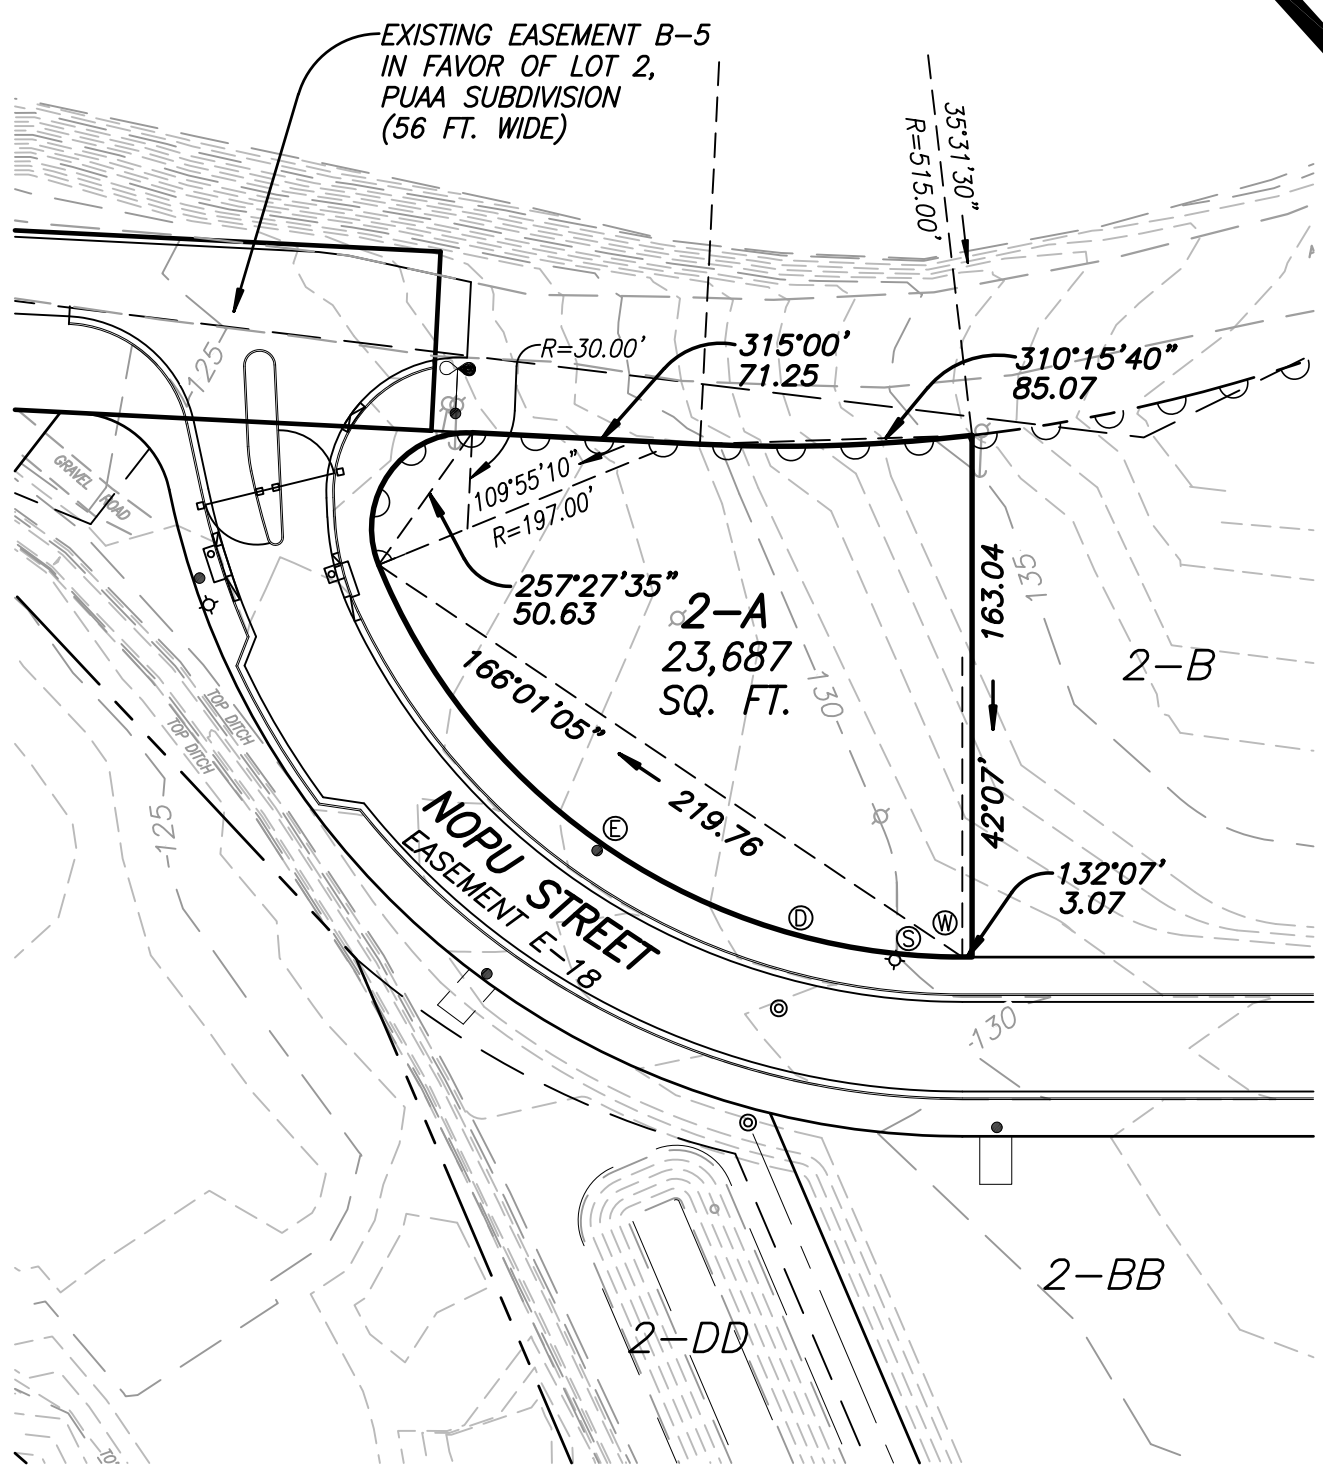 EXISTING EASEMENT B-5
IN FAVOR OF LOT 2,
PUAA SUBDIVISION
(56 FT. WIDE)
35°31'30"
R=515.00'
125
R=30.00'
315°00'
71.25
310°15'40"
85.07
GRAVEL ROAD
109°55'10"
R=197.00'
257°27'35"
50.63
2-A
23,687
SQ. FT.
163.04
42°07'
135
2-B
166°01'05"
219.76
130
TOP DITCH
TOP DITCH
125
NOPU STREET
EASEMENT E-18
E
D
S
W
132°07'
3.07
130
2-BB
2-DD